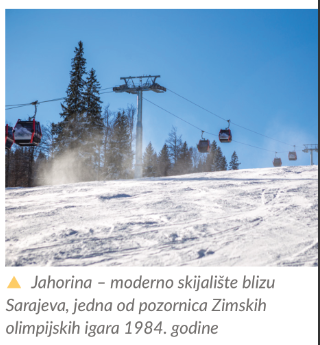 Jahorina – moderno skijalište blizu
Sarajeva, jedna od pozornica Zimskih
olimpijskih igara 1984. godine